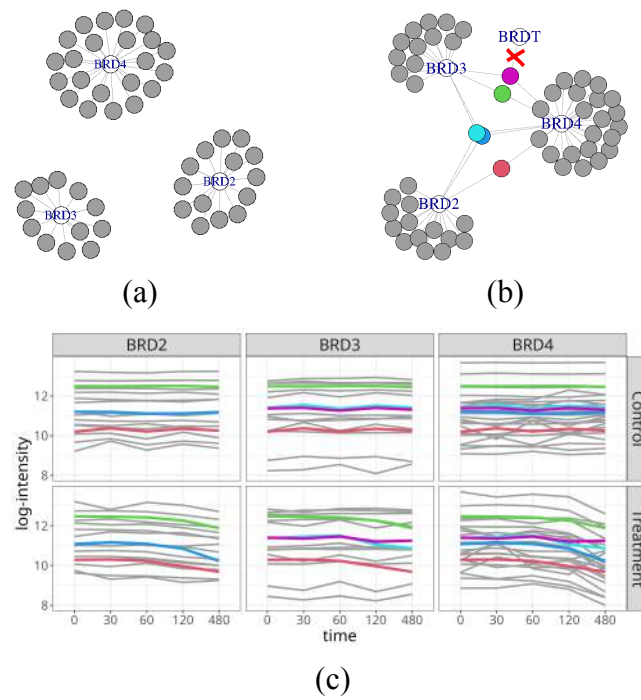 BRD4
BRD3
BRD2
(a)
BRDT
BRD3
BRD4
BRD2
(b)
BRD2 BRD3 BRD4
12
10
8
Control
12
10
8
Treatment
log-intensity
0 30 60 120 480 0 30 60 120 480 0 30 60 120 480
time
(c)